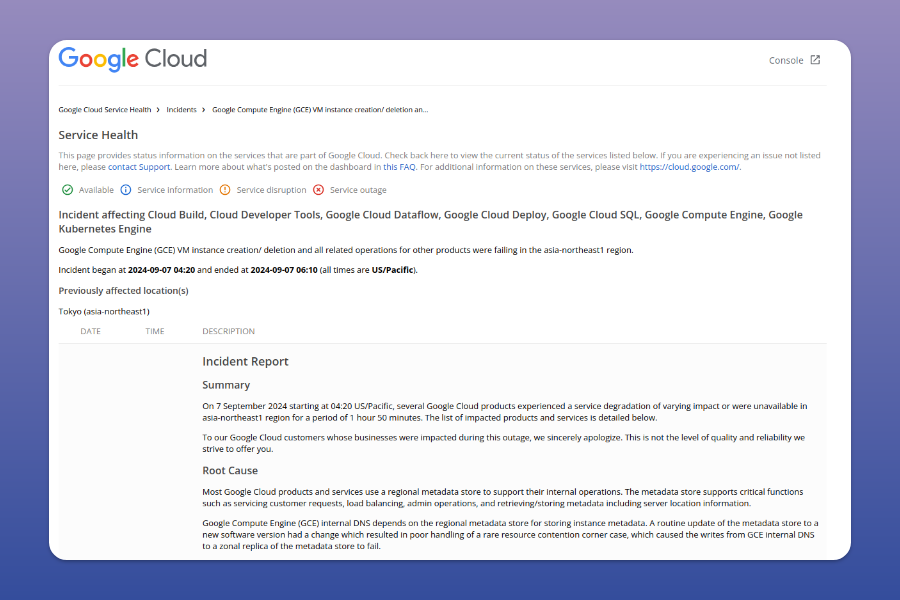 Google Cloud
Console
Google Cloud Service Health > Incidents > Google Compute Engine (GCE) VM instance creation/ deletion an...
Service Health
This page provides status information on the services that are part of Google Cloud. Check back here to view the current status of the services listed below. If you are experiencing an issue not listed
here, please contact Support. Learn more about what's posted on the dashboard in this FAQ. For additional information on these services, please visit https://cloud.google.com/.
Available Service information Service disruption Service outage
Incident affecting Cloud Build, Cloud Developer Tools, Google Cloud Dataflow, Google Cloud Deploy, Google Cloud SQL, Google Compute Engine, Google
Kubernetes Engine
Google Compute Engine (GCE) VM instance creation/ deletion and all related operations for other products were failing in the asia-northeast1 region.
Incident began at 2024-09-07 04:20 and ended at 2024-09-07 06:10 (all times are US/Pacific).
Previously affected location(s)
Tokyo (asia-northeast1)
DATE TIME DESCRIPTION
Incident Report
Summary
On 7 September 2024 starting at 04:20 US/Pacific, several Google Cloud products experienced a service degradation of varying impact or were unavailable in
asia-northeast1 region for a period of 1 hour 50 minutes. The list of impacted products and services is detailed below.
To our Google Cloud customers whose businesses were impacted during this outage, we sincerely apologize. This is not the level of quality and reliability we
strive to offer you.
Root Cause
Most Google Cloud products and services use a regional metadata store to support their internal operations. The metadata store supports critical functions
such as servicing customer requests, load balancing, admin operations, and retrieving/storing metadata including server location information.
Google Compute Engine (GCE) internal DNS depends on the regional metadata store for storing instance metadata. A routine update of the metadata store to a
new software version had a change which resulted in poor handling of a rare resource contention corner case, which caused the writes from GCE internal DNS
to a zonal replica of the metadata store to fail.